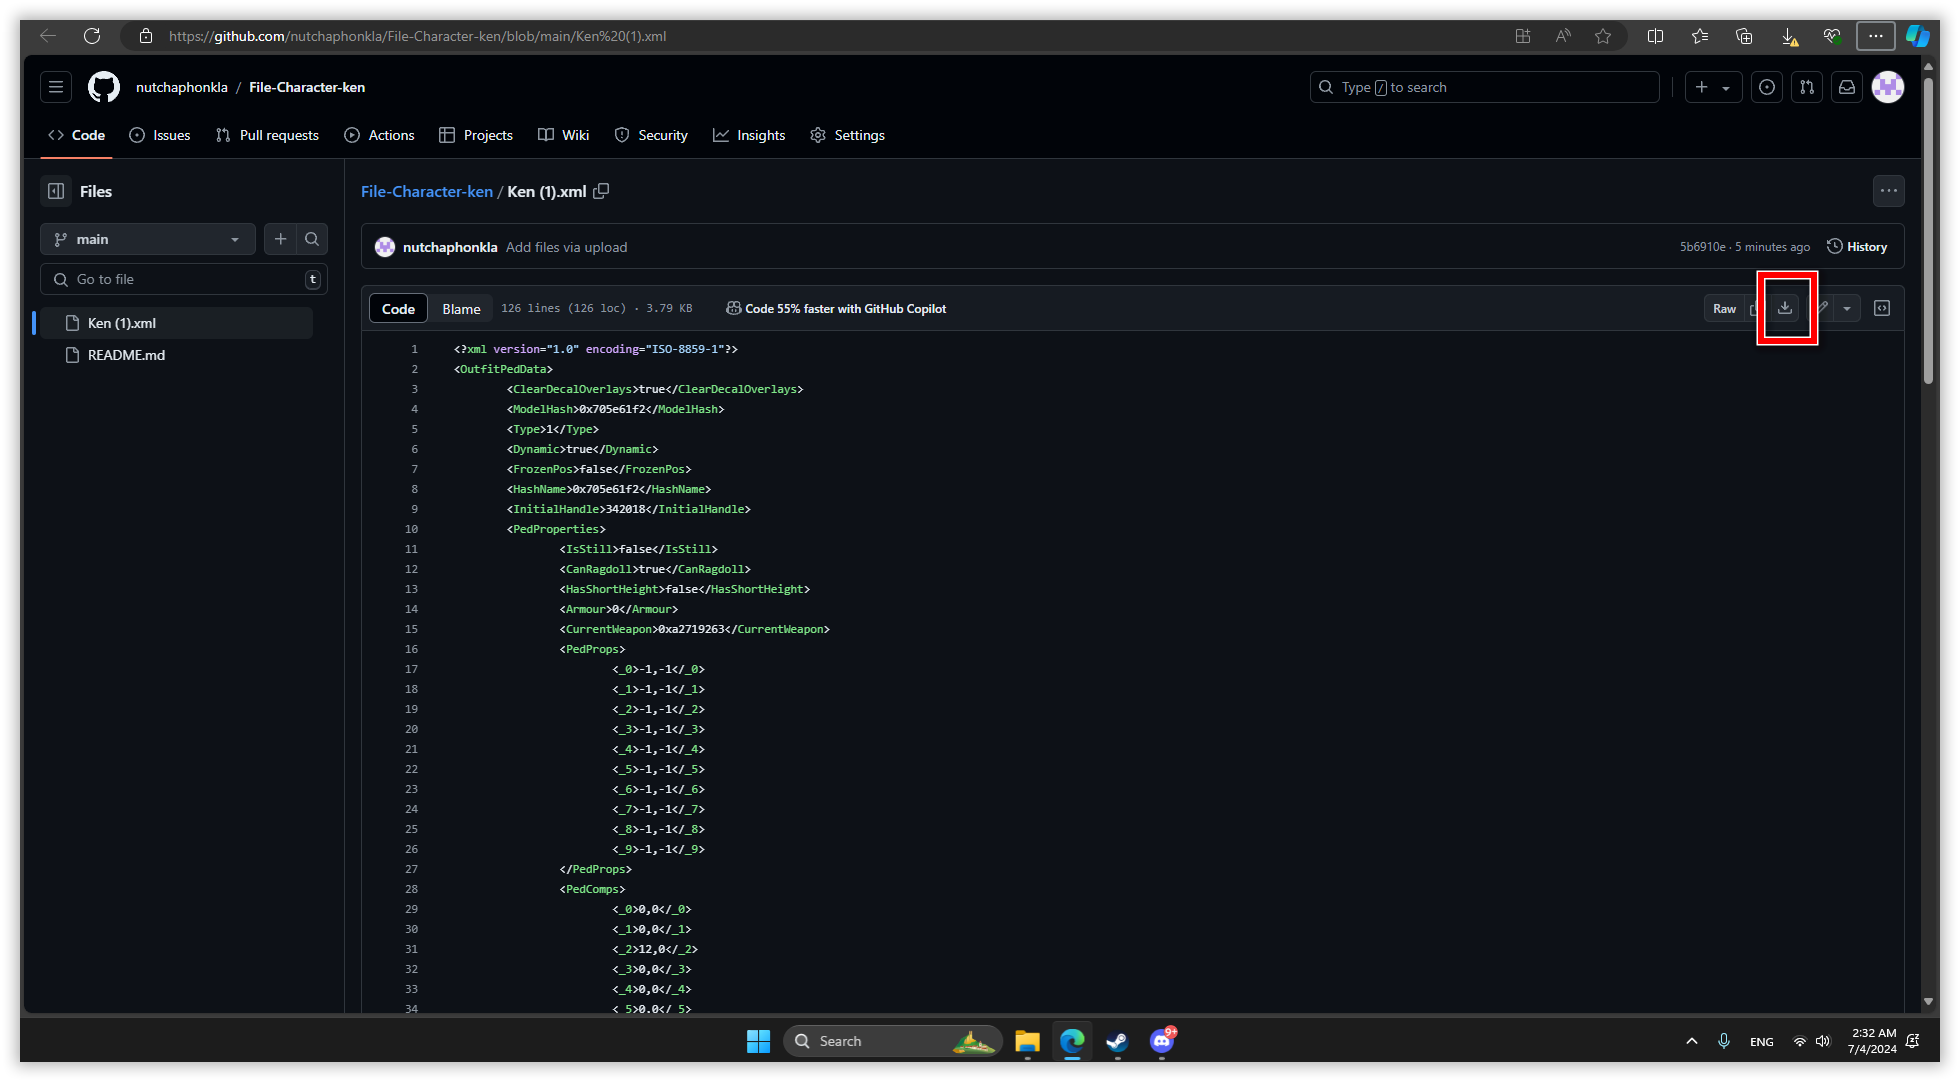 https://github.com/nutchaphonkla/File-Character-ken/blob/main/Ken%20(1).xml
nutchaphonkla / File-Character-ken
Type / to search
Code Issues Pull requests Actions Projects Wiki Security Insights Settings
Files
File-Character-ken / Ken (1).xml
main
nutchaphonkla Add files via upload
5b6910e · 5 minutes ago History
Go to file t
Code Blame 126 lines (126 loc) · 3.79 KB Code 55% faster with GitHub Copilot Raw
Ken (1).xml
README.md
1 <?xml version="1.0" encoding="ISO-8859-1"?>
2 <OutfitPedData>
3 <ClearDecalOverlays>true</ClearDecalOverlays>
4 <ModelHash>0x705e61f2</ModelHash>
5 <Type>1</Type>
6 <Dynamic>true</Dynamic>
7 <FrozenPos>false</FrozenPos>
8 <HashName>0x705e61f2</HashName>
9 <InitialHandle>342018</InitialHandle>
10 <PedProperties>
11 <IsStill>false</IsStill>
12 <CanRagdoll>true</CanRagdoll>
13 <HasShortHeight>false</HasShortHeight>
14 <Armour>0</Armour>
15 <CurrentWeapon>0xa2719263</CurrentWeapon>
16 <PedProps>
17 <_0>-1,-1</_0>
18 <_1>-1,-1</_1>
19 <_2>-1,-1</_2>
20 <_3>-1,-1</_3>
21 <_4>-1,-1</_4>
22 <_5>-1,-1</_5>
23 <_6>-1,-1</_6>
24 <_7>-1,-1</_7>
25 <_8>-1,-1</_8>
26 <_9>-1,-1</_9>
27 </PedProps>
28 <PedComps>
29 <_0>0,0</_0>
30 <_1>0,0</_1>
31 <_2>12,0</_2>
32 <_3>0,0</_3>
33 <_4>0,0</_4>
34 <_5>0,0</_5>
Search
9+
ENG
2:32 AM
7/4/2024